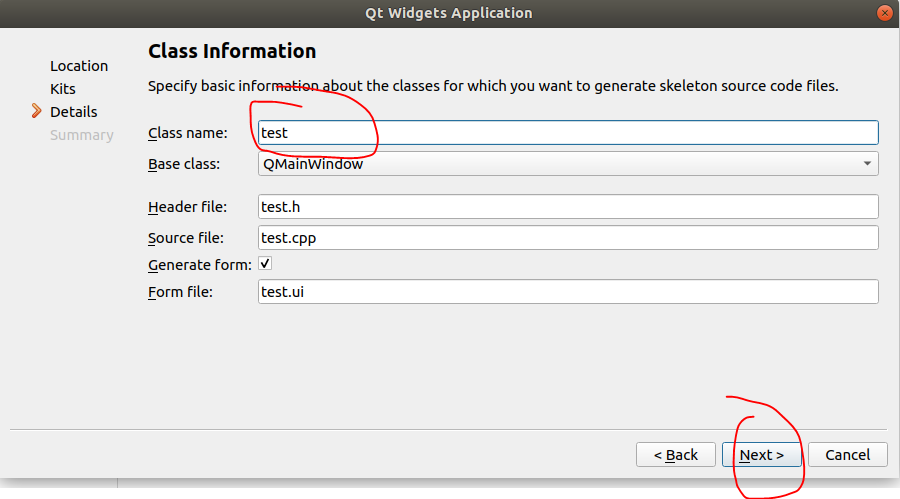 Qt Widgets Application
Location
Kits
Details
Summary
Class Information
Specify basic information about the classes for which you want to generate skeleton source code files.
Class name: test
Base class: QMainWindow
Header file: test.h
Source file: test.cpp
Generate form:
Form file: test.ui
< Back Next > Cancel